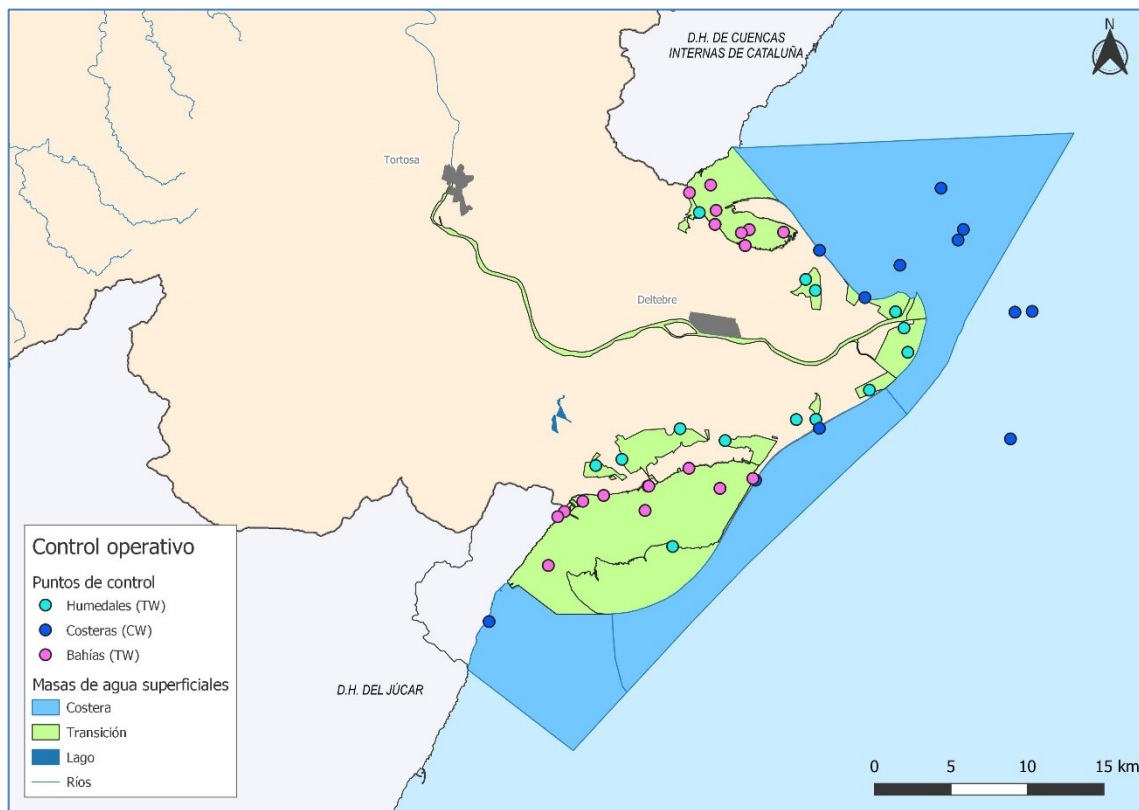 D.H. DE CUENCAS
INTERNAS DE CATALUÑA
N
Tortosa
Deltebre
D.H. DEL JÚCAR
Control operativo
Puntos de control
Humedales (TW)
Costeras (CW)
Bahías (TW)
Masas de agua superficiales
Costera
Transición
Lago
Ríos
0 5 10 15 km